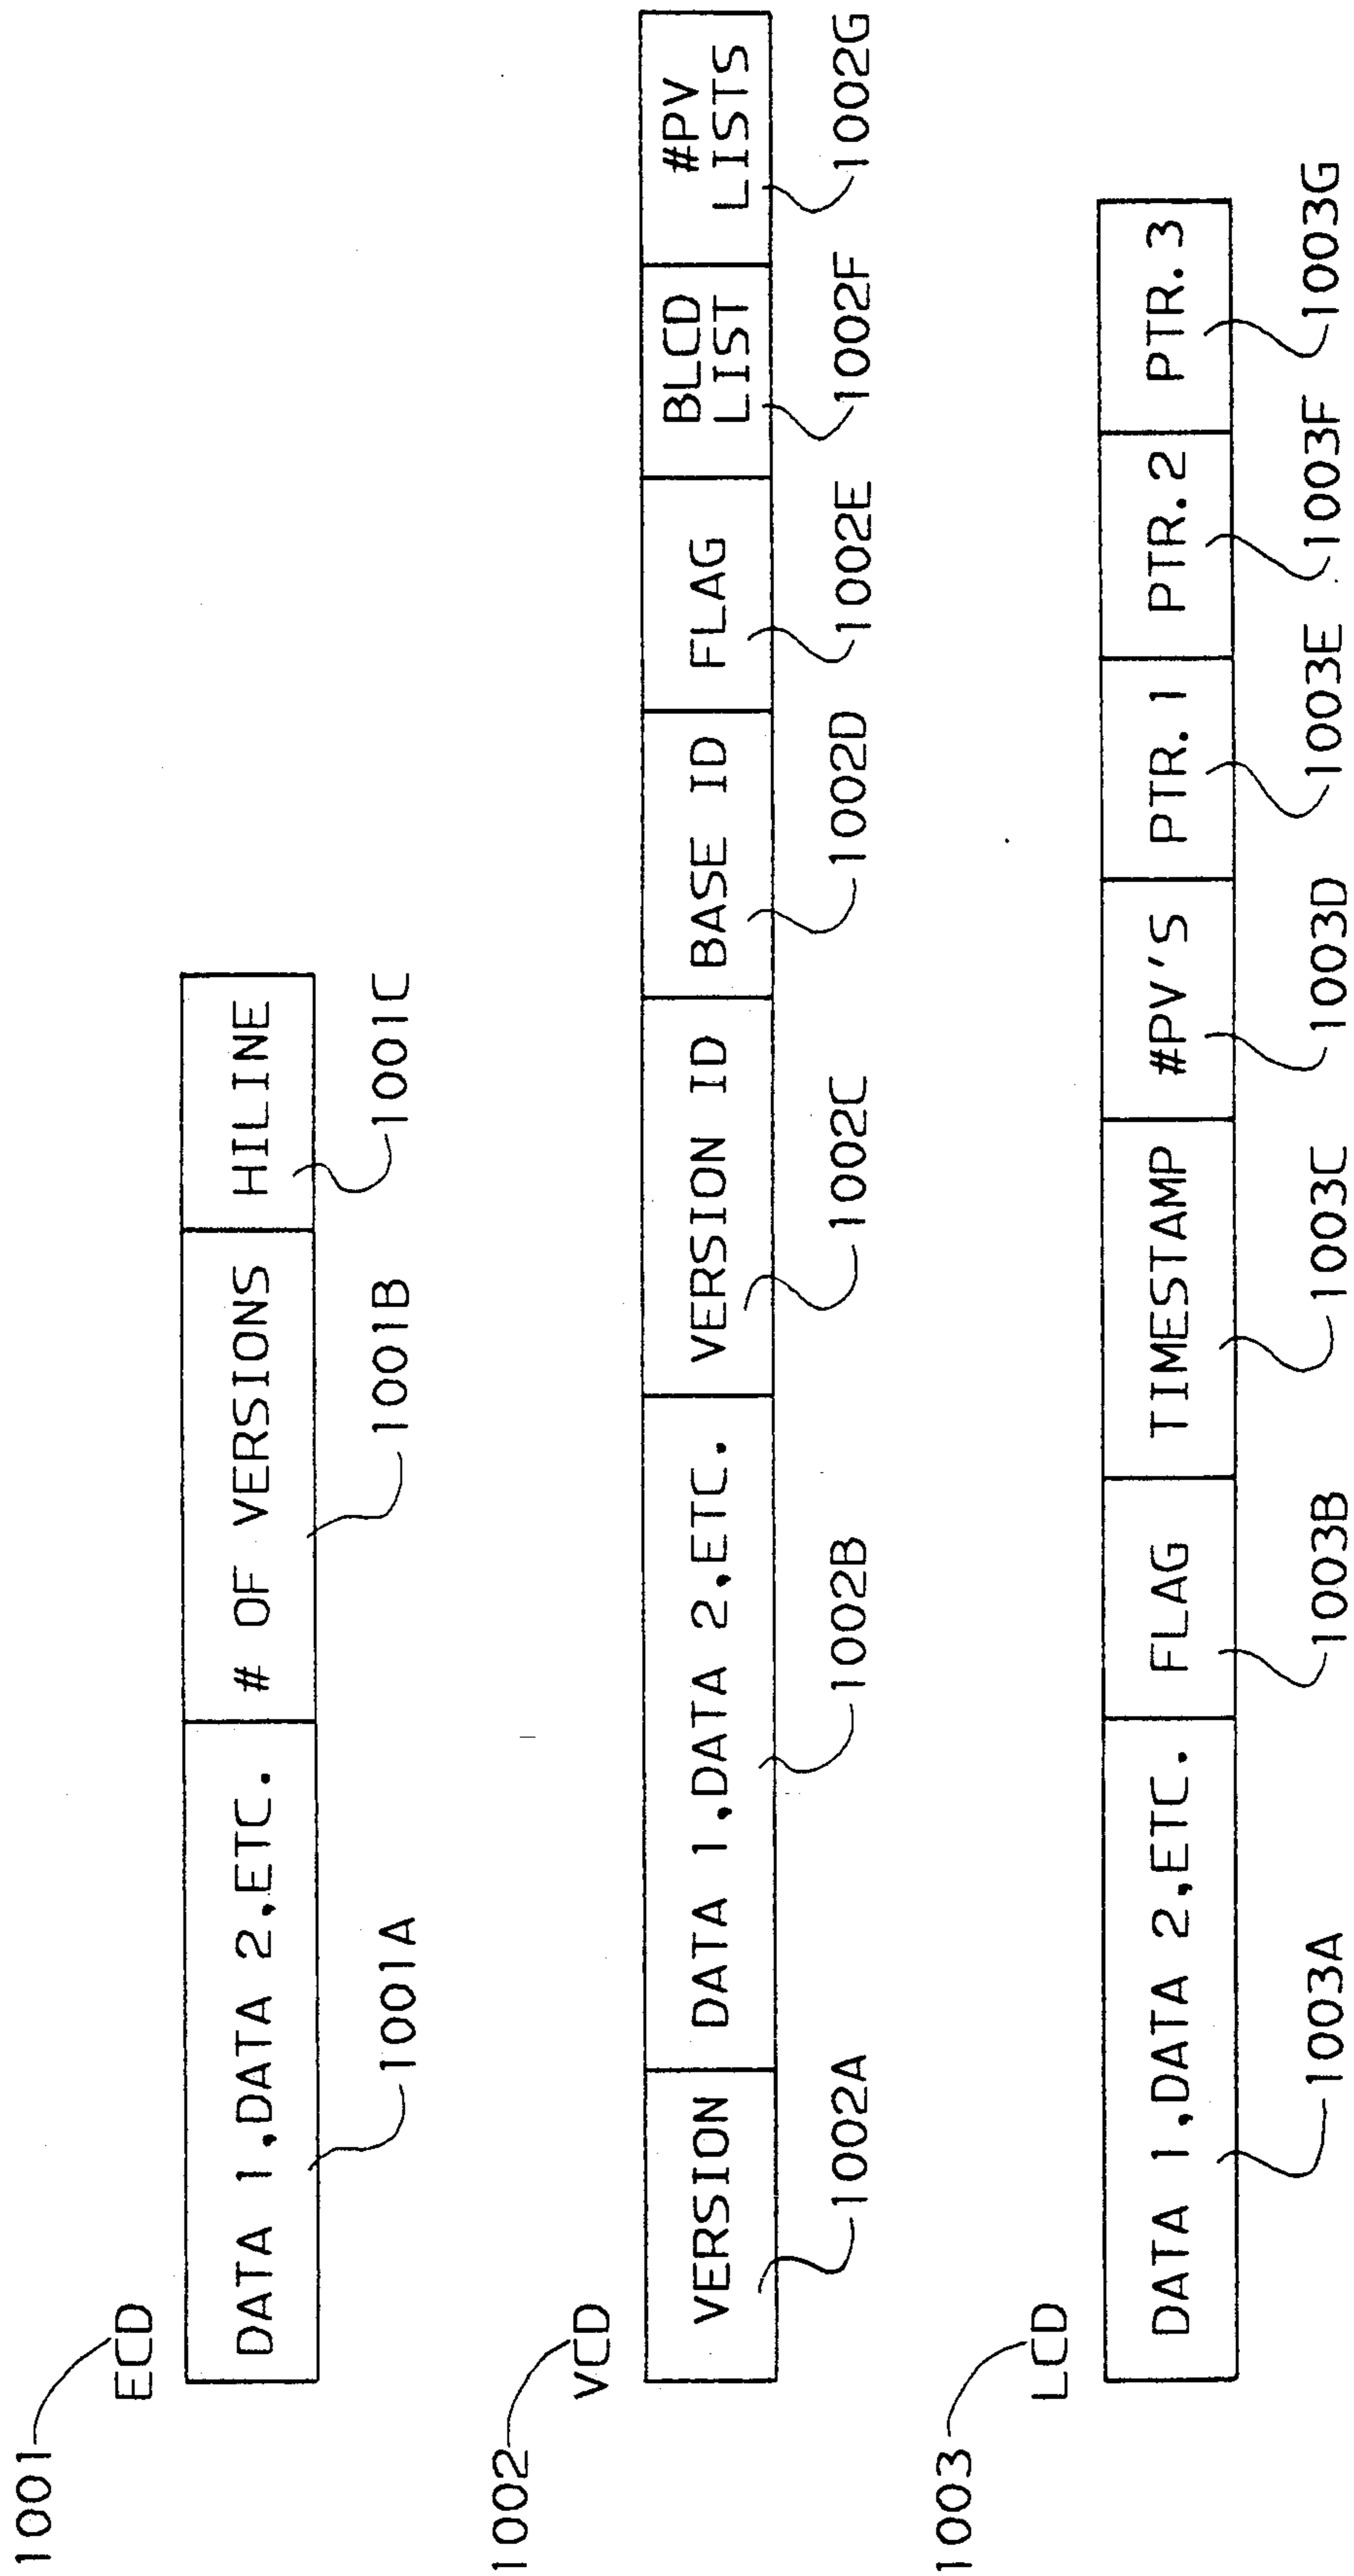 1001
ECD
DATA 1,DATA 2,ETC.
# OF VERSIONS
HILINE
1001A
1001B
1001C
1002
VCD
VERSION
DATA 1,DATA 2,ETC.
VERSION ID
BASE ID
FLAG
BLCD
LIST
#PV
LISTS
1002A
1002B
1002C
1002D
1002E
1002F
1002G
1003
LCD
DATA 1,DATA 2,ETC.
FLAG
TIMESTAMP
#PV'S
PTR. 1
PTR. 2
PTR. 3
1003A
1003B
1003C
1003D
1003E
1003F
1003G